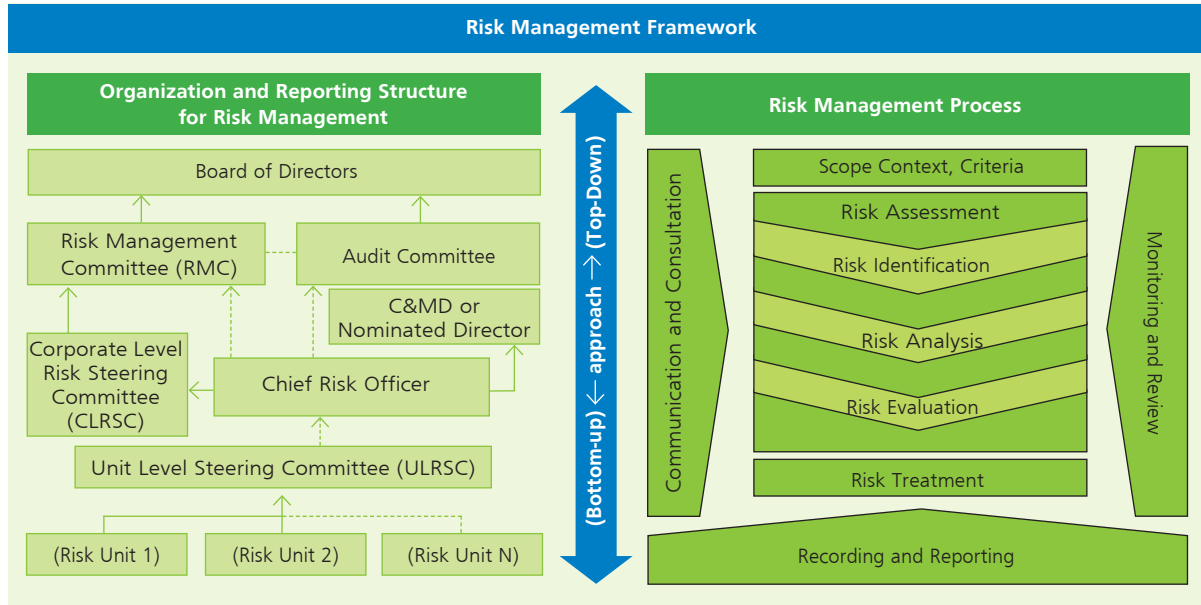 Risk Management Framework
Organization and Reporting Structure
for Risk Management
Board of Directors
Risk Management
Committee (RMC)
Audit Committee
C&MD or
Nominated Director
Corporate Level
Risk Steering
Committee
(CLRSC)
Chief Risk Officer
Unit Level Steering Committee (ULRSC)
(Risk Unit 1)
(Risk Unit 2)
(Risk Unit N)
(Bottom-up) ← approach → (Top-Down)
Risk Management Process
Communication and Consultation
Scope Context, Criteria
Risk Assessment
Risk Identification
Risk Analysis
Risk Evaluation
Risk Treatment
Monitoring and Review
Recording and Reporting